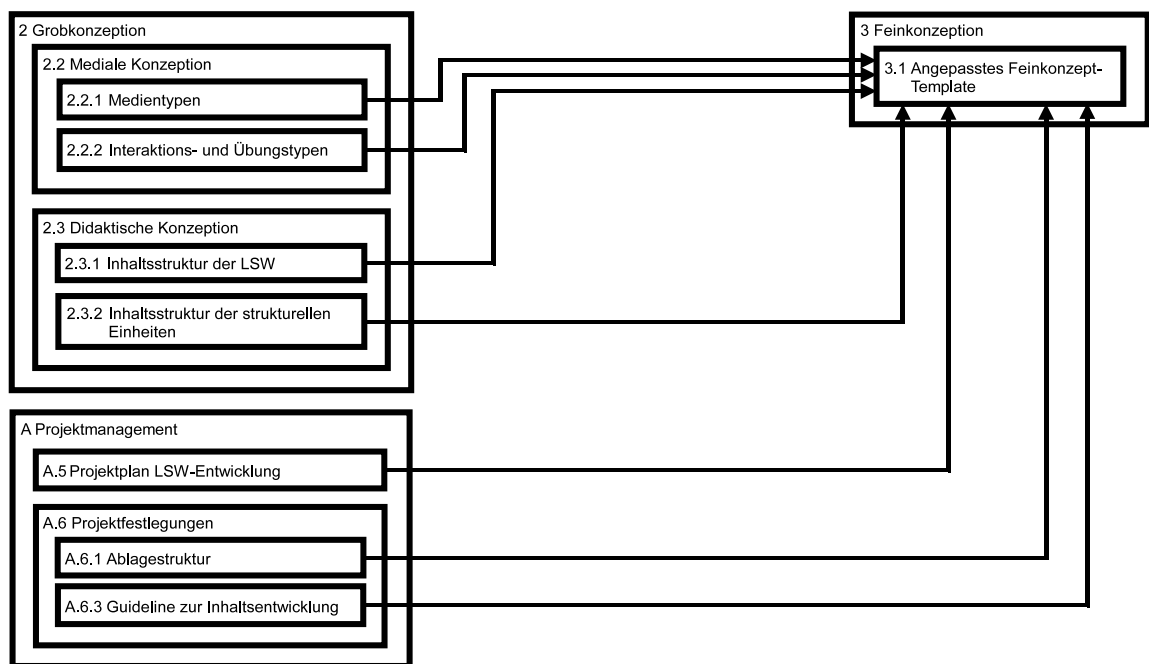 2 Grobkonzeption
2.2 Mediale Konzeption
2.2.1 Medientypen
2.2.2 Interaktions- und Übungstypen
2.3 Didaktische Konzeption
2.3.1 Inhaltsstruktur der LSW
2.3.2 Inhaltsstruktur der strukturellen
Einheiten
A Projektmanagement
A.5 Projektplan LSW-Entwicklung
A.6 Projektfestlegungen
A.6.1 Ablagestruktur
A.6.3 Guideline zur Inhaltsentwicklung
3 Feinkonzeption
3.1 Angepasstes Feinkonzept-
Template